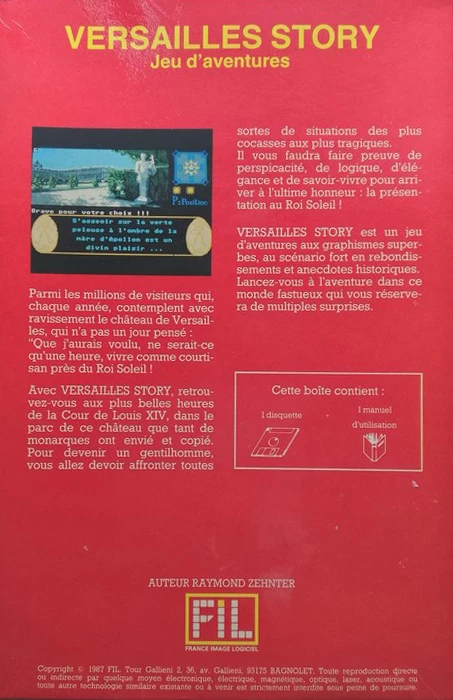 VERSAILLES STORY
Jeu d'aventures
P:Position
Bravo pour votre choix !!!
S'asseoir sur la verte
pelouse à l'ombre de la
mère d'Apollon est un
divin plaisir ...
Parmi les millions de visiteurs qui,
chaque année, contemplent avec
ravissement le château de Versail-
les, qui n'a pas un jour pensé :
"Que j'aurais voulu, ne serait-ce
qu'une heure, vivre comme courti-
san près du Roi Soleil !
Avec VERSAILLES STORY, retrou-
vez-vous aux plus belles heures
de la Cour de Louis XIV, dans le
parc de ce château que tant de
monarques ont envié et copié.
Pour devenir un gentilhomme,
vous allez devoir affronter toutes
sortes de situations des plus
cocasses aux plus tragiques.
Il vous faudra faire preuve de
perspicacité, de logique, d'élé-
gance et de savoir-vivre pour arri-
ver à l'ultime honneur : la présen-
tation au Roi Soleil !
VERSAILLES STORY est un jeu
d'aventures aux graphismes super-
bes, au scénario fort en rebondis-
sements et anecdotes historiques.
Lancez-vous à l'aventure dans ce
monde fastueux qui vous réserve-
ra de multiples surprises.
Cette boîte contient :
1 disquette
1 manuel
d'utilisation
AUTEUR RAYMOND ZEHNTER
FIL
FRANCE IMAGE LOGICIEL
Copyright © 1987 FIL. Tour Gallieni 2, 36, av. Gallieni, 93175 BAGNOLET. Toute reproduction directe
ou indirecte par quelque moyen électronique, électrique, magnétique, optique, laser, acoustique ou
toute autre technologie similaire existante ou à venir est strictement interdite sous peine de poursuite.